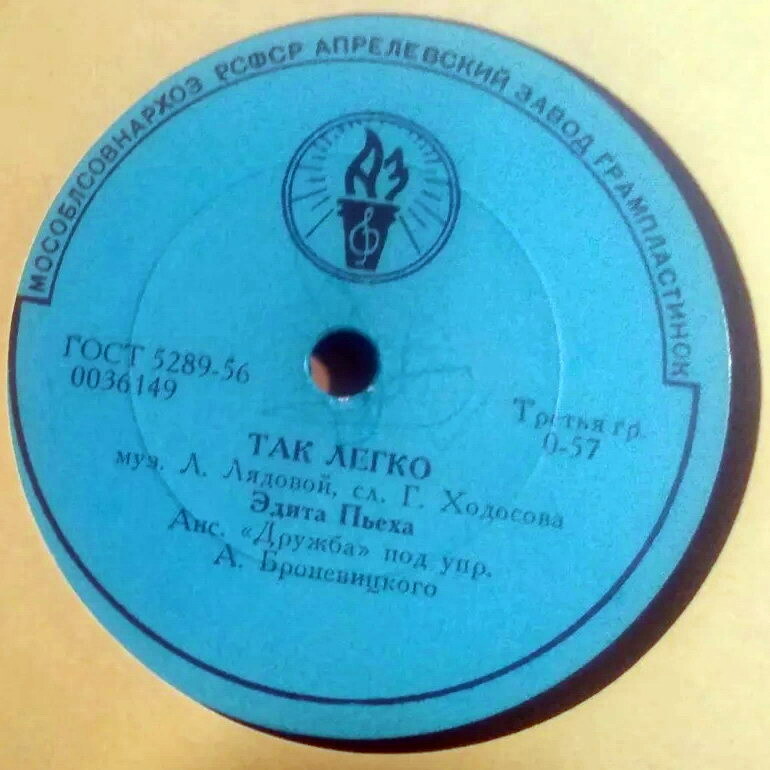 МОСОБЛСОВНАРХОЗ РСФСР АПРЕЛЕВСКИЙ ЗАВОД ГРАМПЛАСТИНОК
АЗ
ГОСТ 5289-56
0036149
Третья гр.
0-57
ТАК ЛЕГКО
муз. Л. Лядовой, сл. Г. Ходосова
Эдита Пьеха
Анс. «Дружба» под упр.
А. Броневицкого